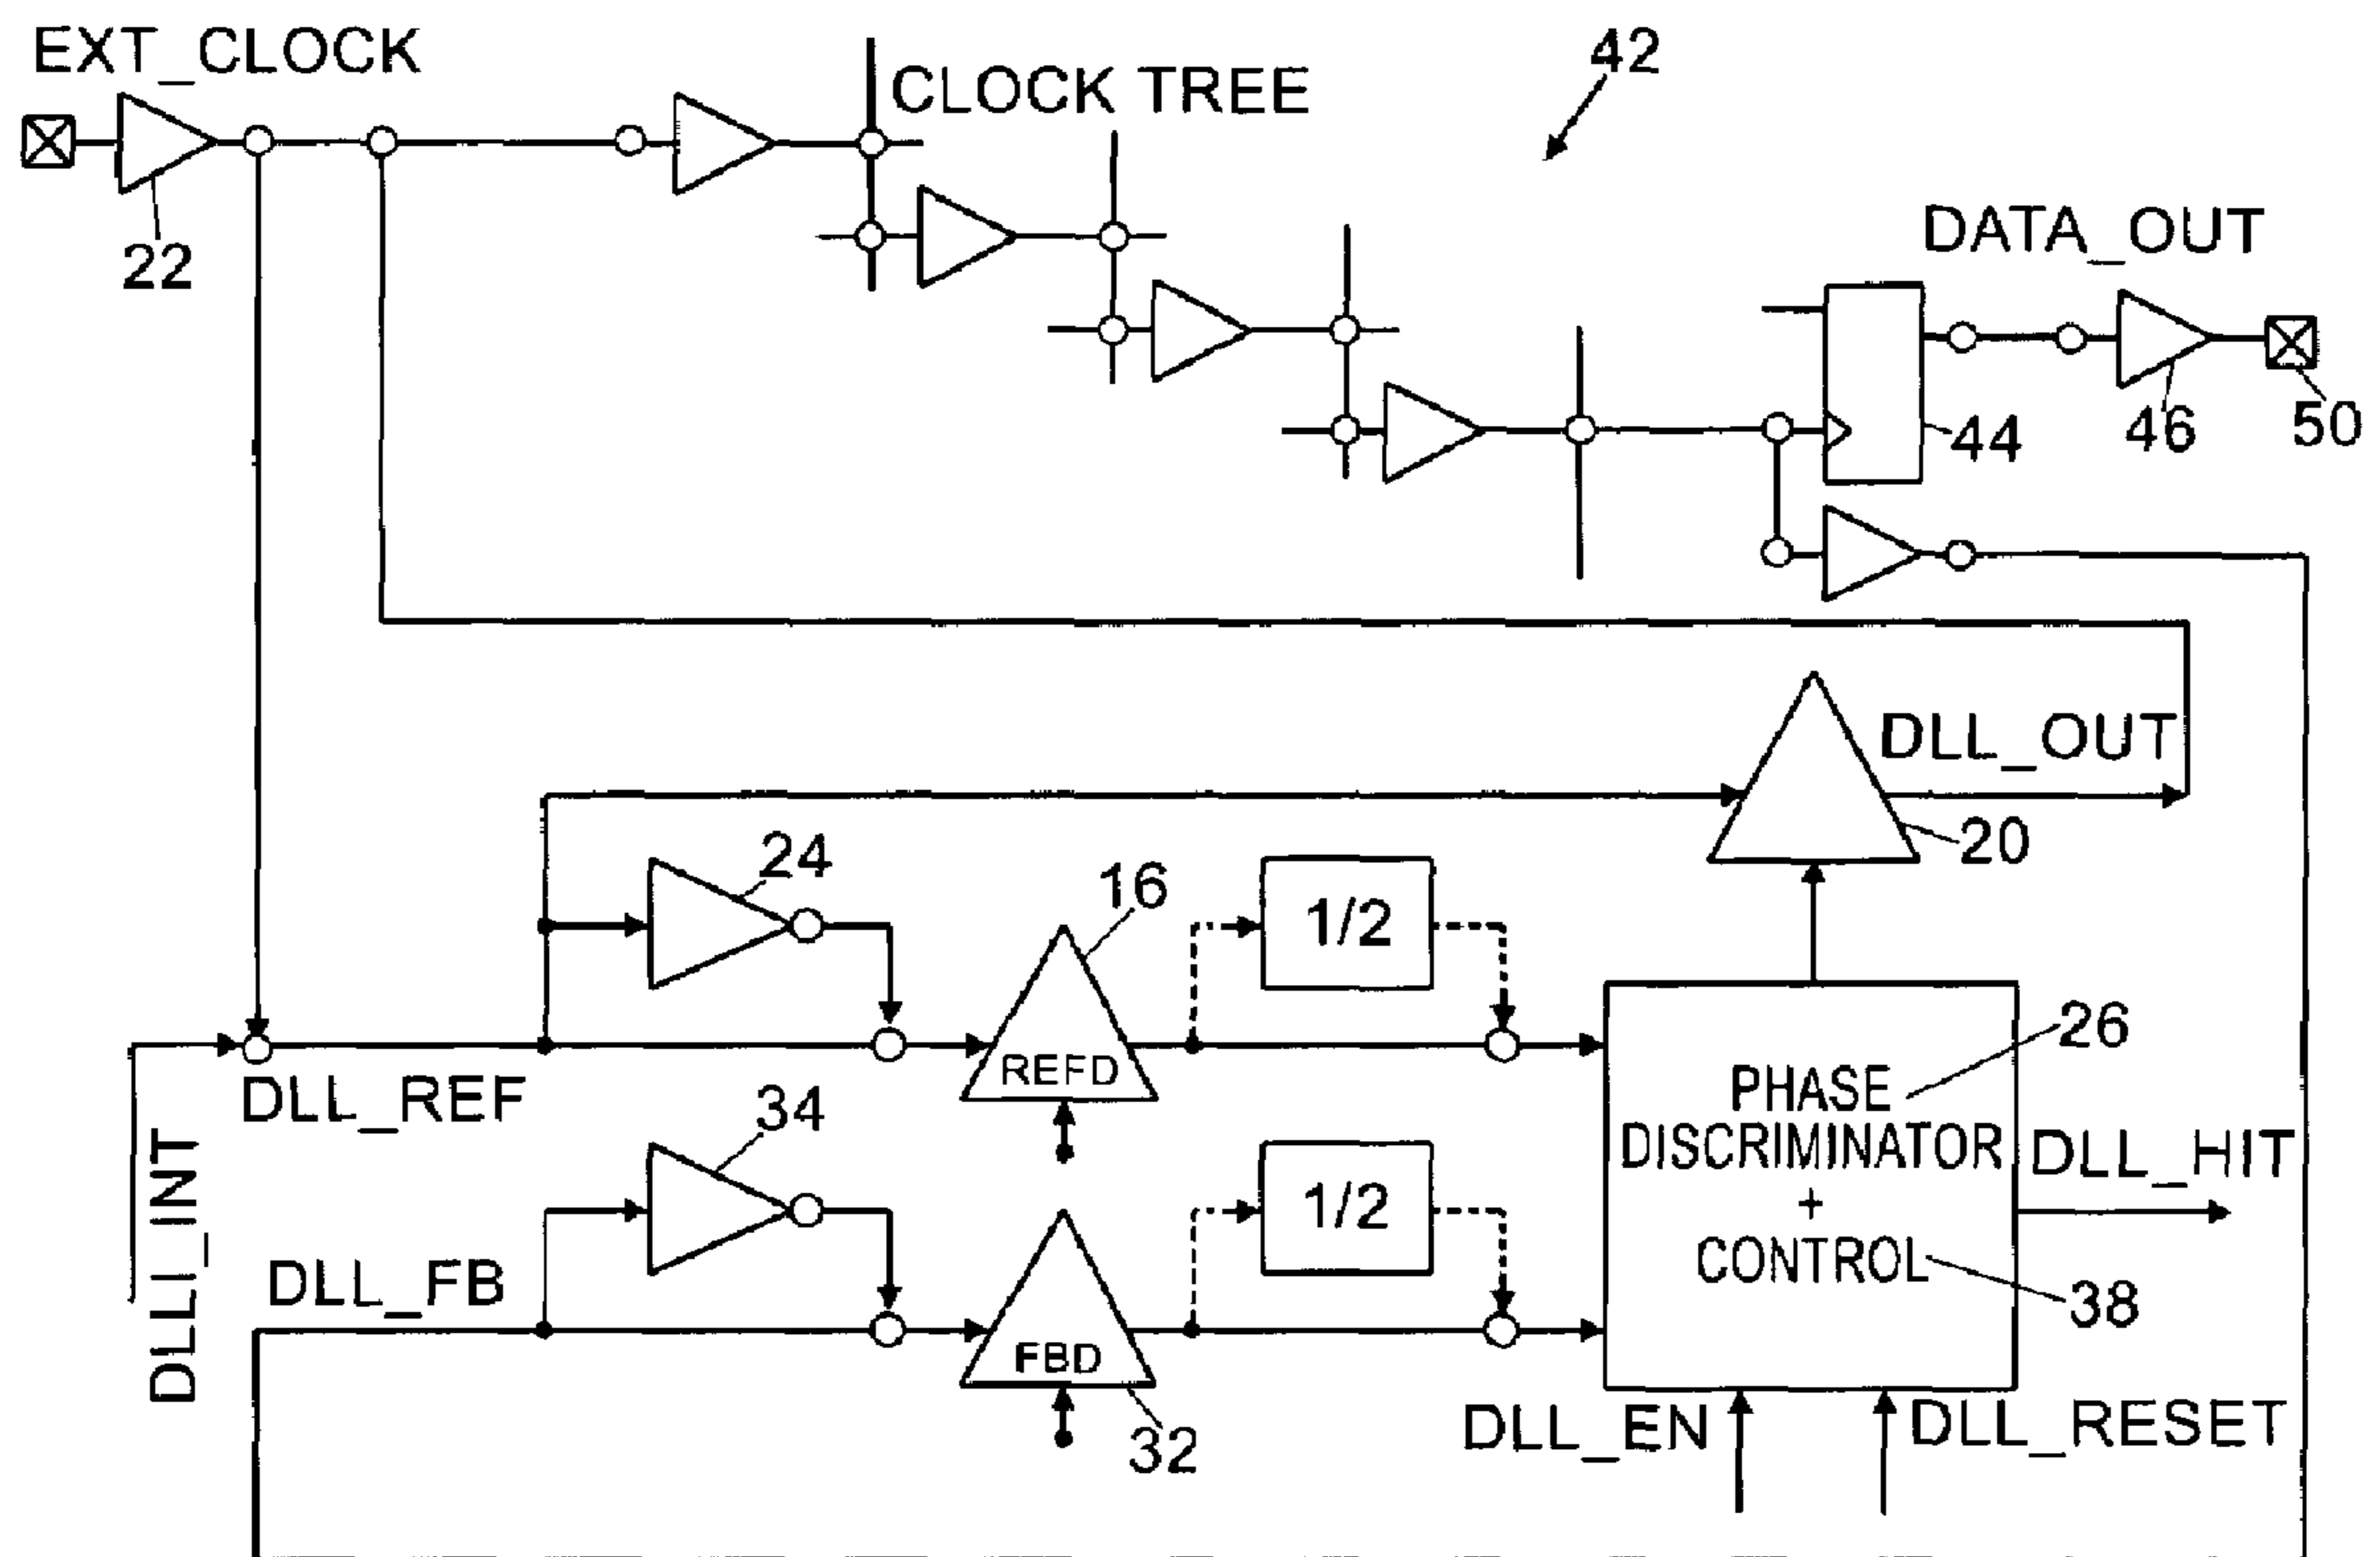 EXT_CLOCK
CLOCK TREE
42
22
DATA_OUT
44
46
50
DLL_OUT
20
24
16
1/2
REFD
DLL_REF
26
PHASE
DISCRIMINATOR
+
CONTROL
38
DLL_HIT
34
1/2
DLLI_INT
DLL_FB
FBD
32
DLL_EN
DLL_RESET